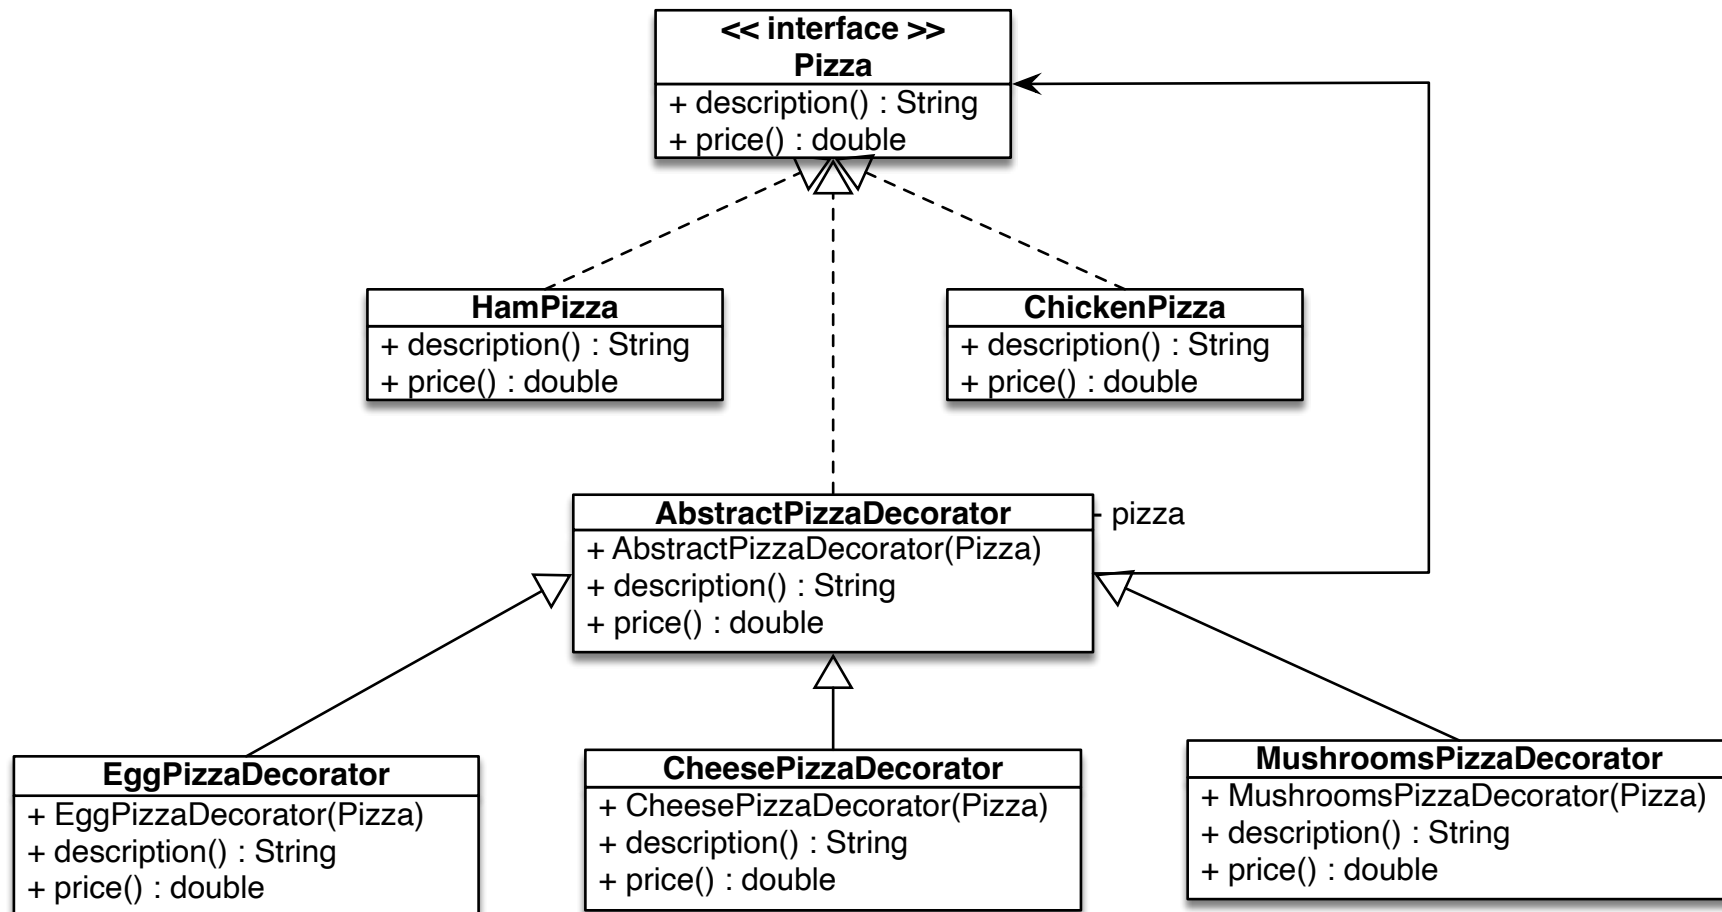 << interface >>
Pizza
+ description() : String
+ price() : double
HamPizza
+ description() : String
+ price() : double
ChickenPizza
+ description() : String
+ price() : double
AbstractPizzaDecorator
- pizza
+ AbstractPizzaDecorator(Pizza)
+ description() : String
+ price() : double
EggPizzaDecorator
+ EggPizzaDecorator(Pizza)
+ description() : String
+ price() : double
CheesePizzaDecorator
+ CheesePizzaDecorator(Pizza)
+ description() : String
+ price() : double
MushroomsPizzaDecorator
+ MushroomsPizzaDecorator(Pizza)
+ description() : String
+ price() : double